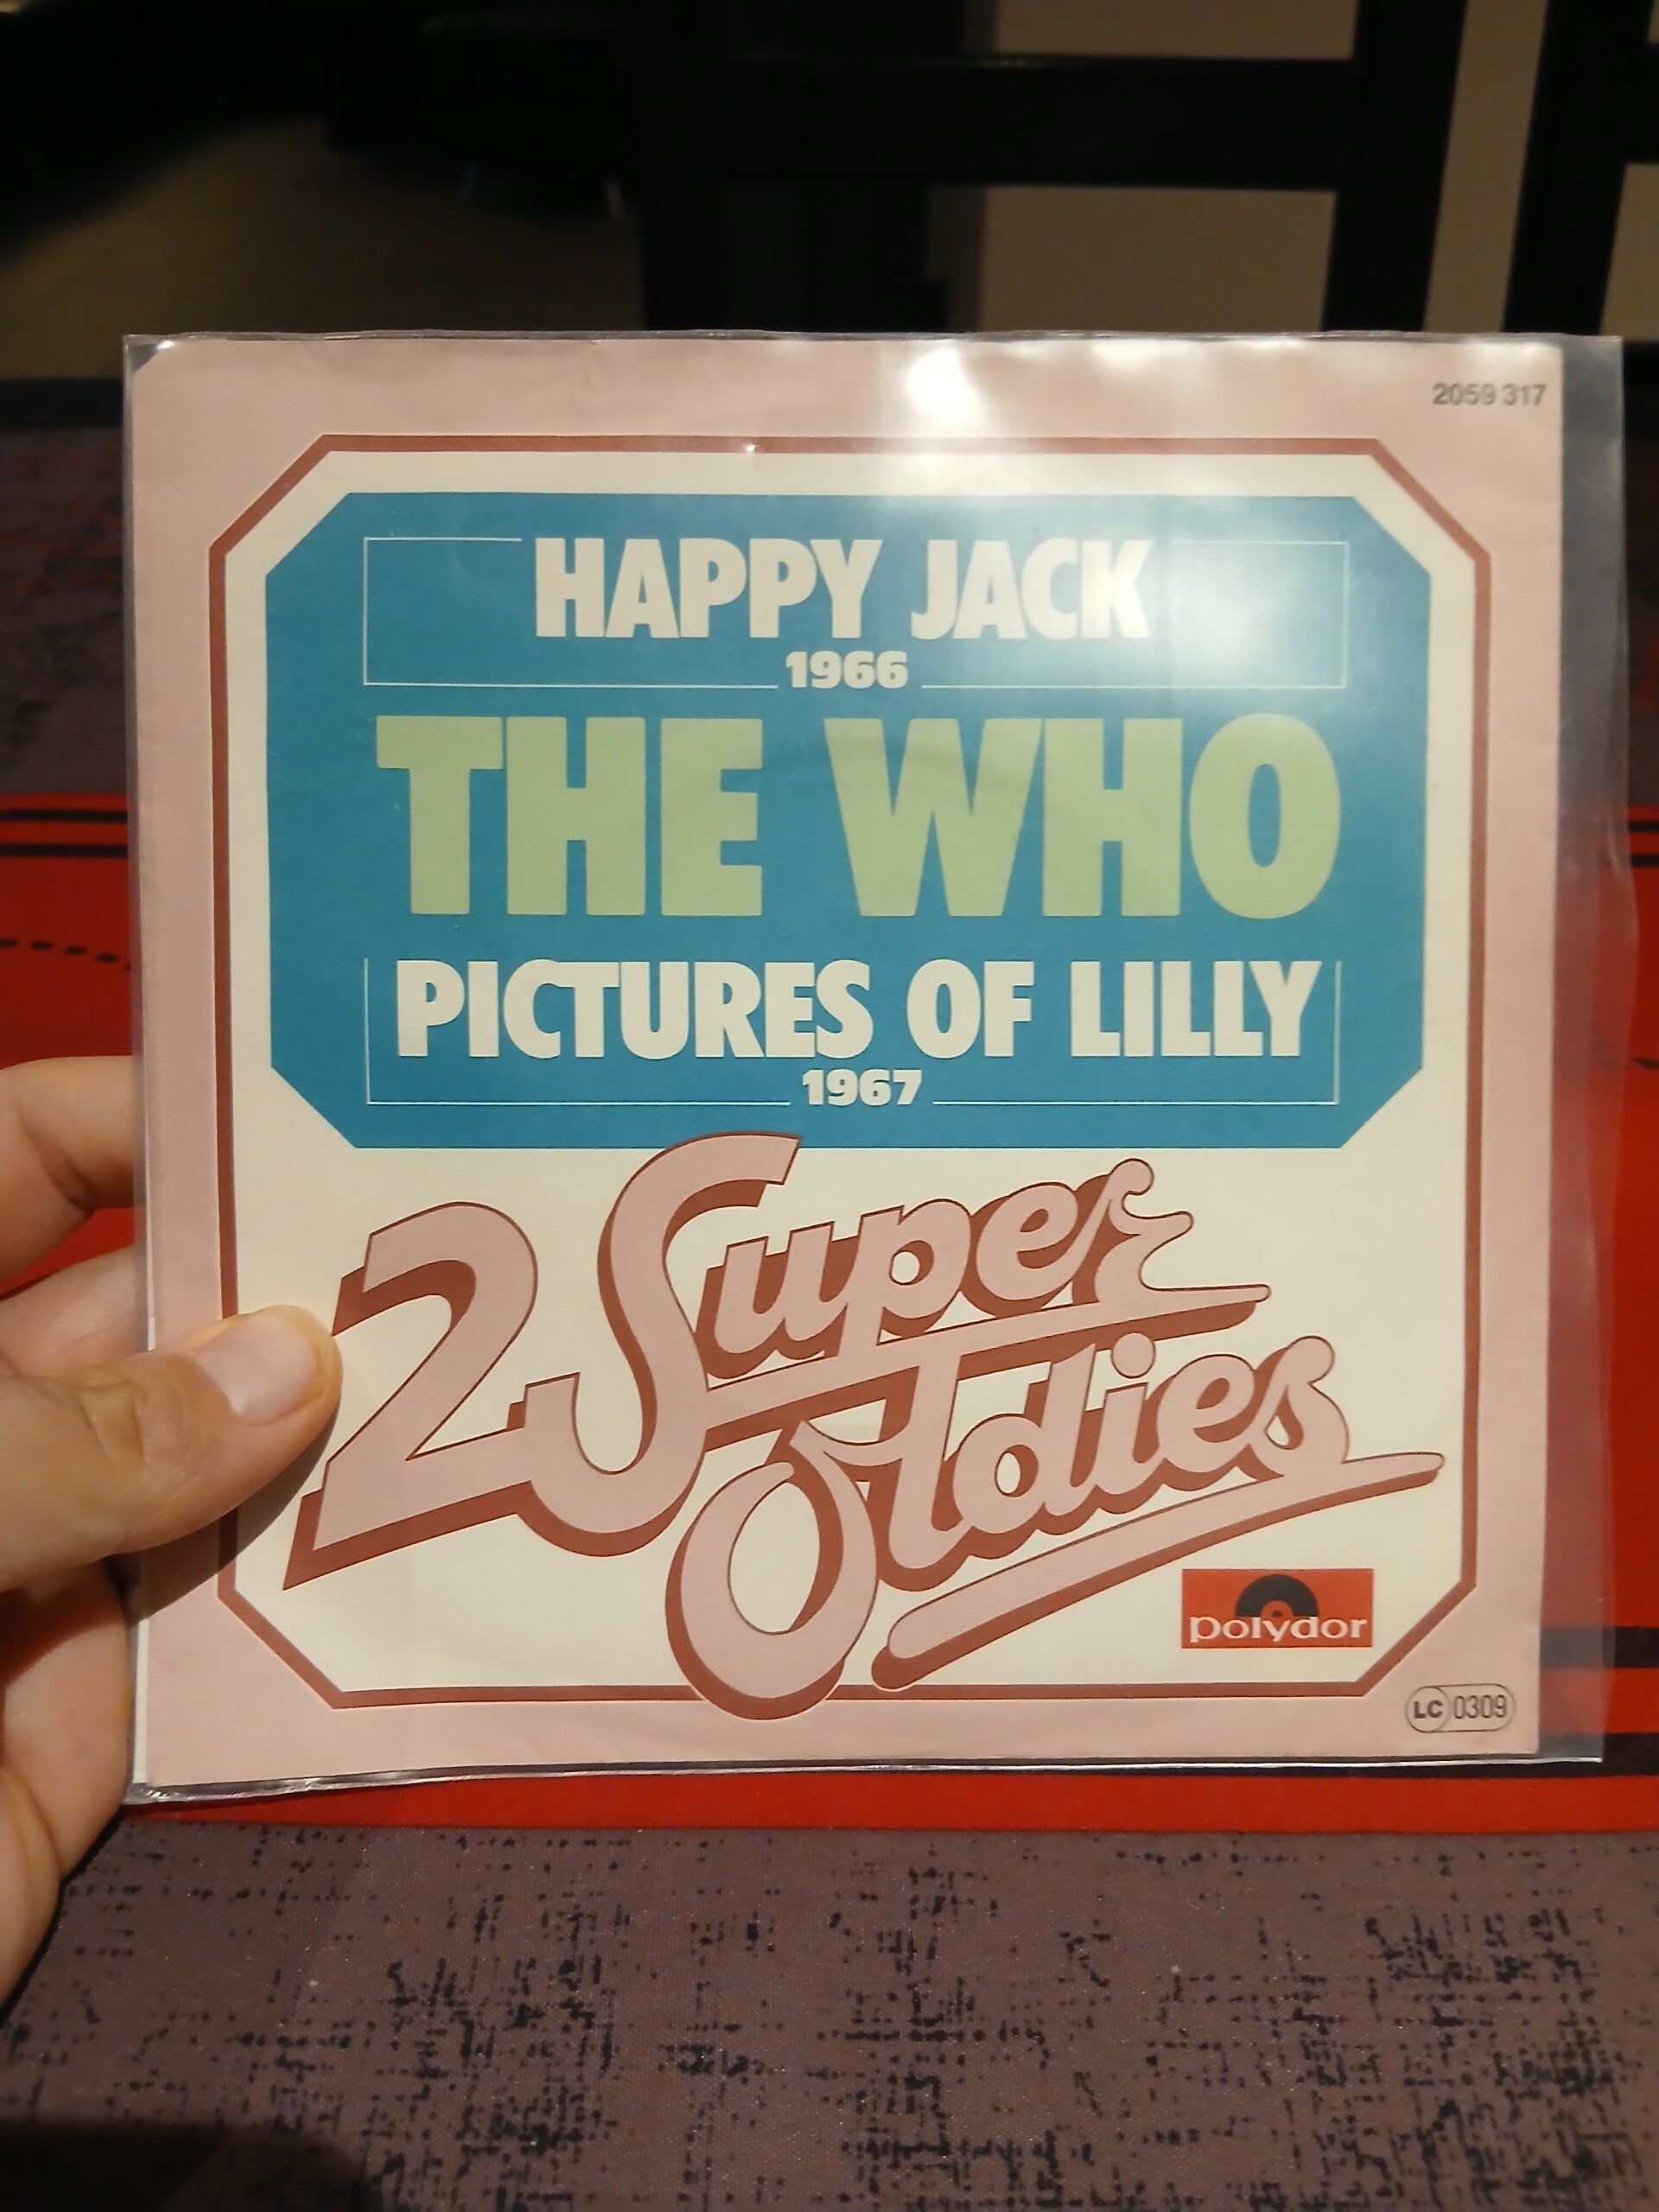 2059 317
HAPPY JACK
1966
THE WHO
PICTURES OF LILLY
1967
2 Super
Oldies
polydor
LC 0309